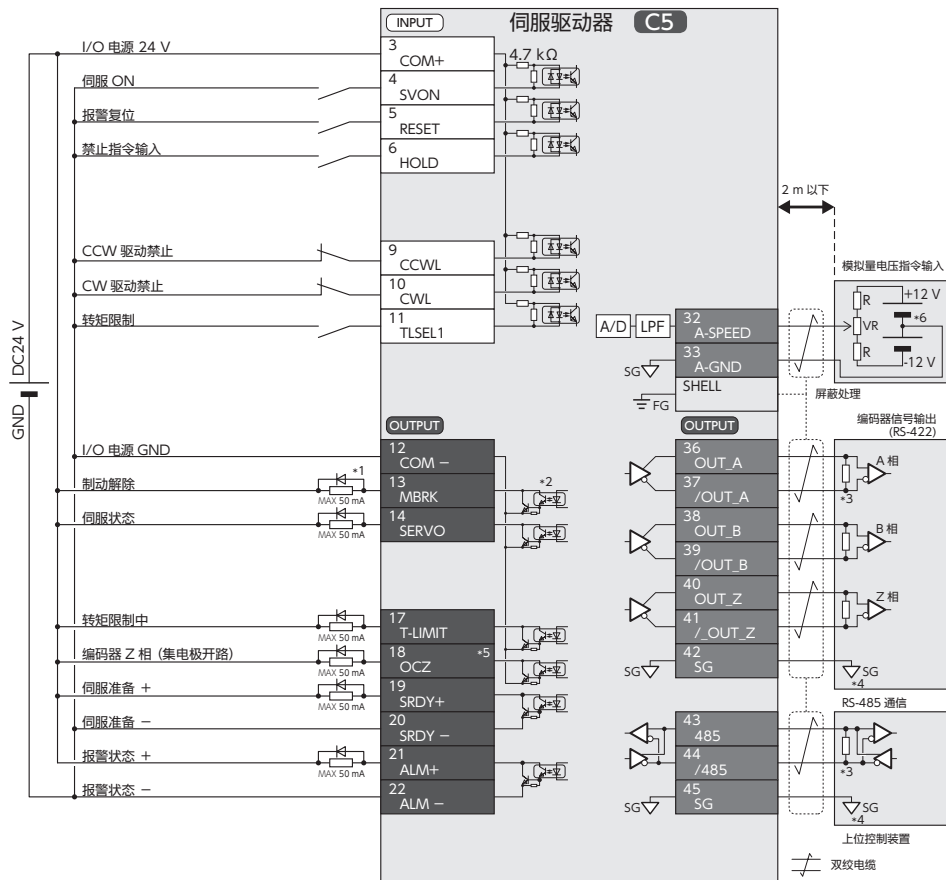 伺服驱动器 C5
INPUT
I/O 电源 24 V
3
COM+
4.7 kΩ
伺服 ON
4
SVON
报警复位
5
RESET
禁止指令输入
6
HOLD
2 m 以下
CCW 驱动禁止
9
CCWL
CW 驱动禁止
10
CWL
转矩限制
11
TLSEL1
模拟量电压指令输入
R
+12 V
VR
*6
R
-12 V
A/D
LPF
32
A-SPEED
33
A-GND
SG
SHELL
FG
屏蔽处理
DC24 V
GND
OUTPUT
I/O 电源 GND
12
COM −
制动解除
*1
MAX 50 mA
13
MBRK
*2
伺服状态
MAX 50 mA
14
SERVO
转矩限制中
MAX 50 mA
17
T-LIMIT
编码器 Z 相 (集电极开路)
MAX 50 mA
18
OCZ
*5
伺服准备 +
MAX 50 mA
19
SRDY+
伺服准备 −
20
SRDY −
报警状态 +
MAX 50 mA
21
ALM+
报警状态 −
22
ALM −
OUTPUT
编码器信号输出
(RS-422)
36
OUT_A
37
/OUT_A
A 相
*3
38
OUT_B
39
/OUT_B
B 相
40
OUT_Z
41
/_OUT_Z
Z 相
SG
42
SG
SG
*4
RS-485 通信
43
485
44
/485
*3
SG
45
SG
SG
*4
上位控制装置
双绞电缆